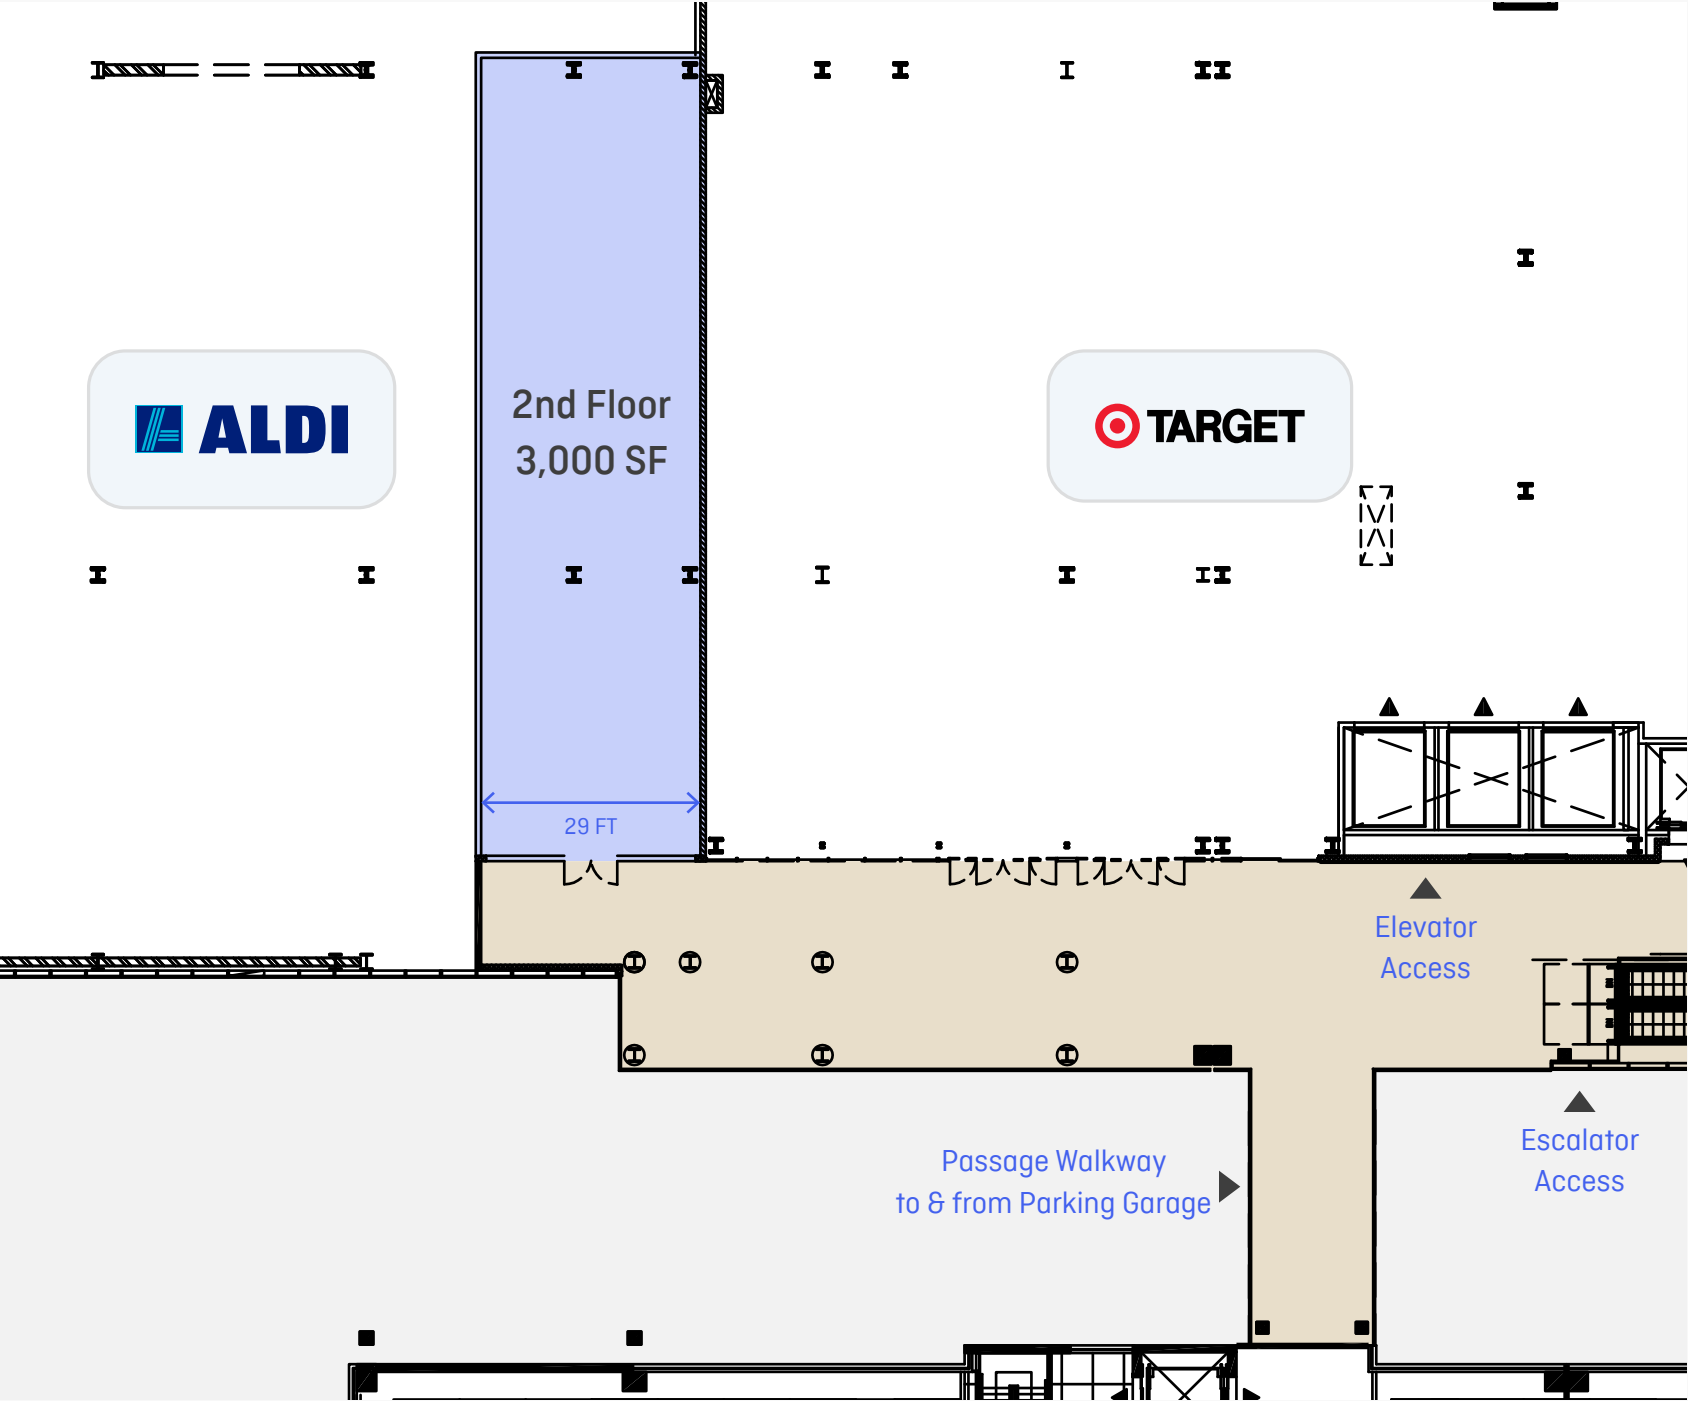 2nd Floor
3,000 SF
ALDI
TARGET
29 FT
Elevator
Access
Escalator
Access
Passage Walkway
to & from Parking Garage